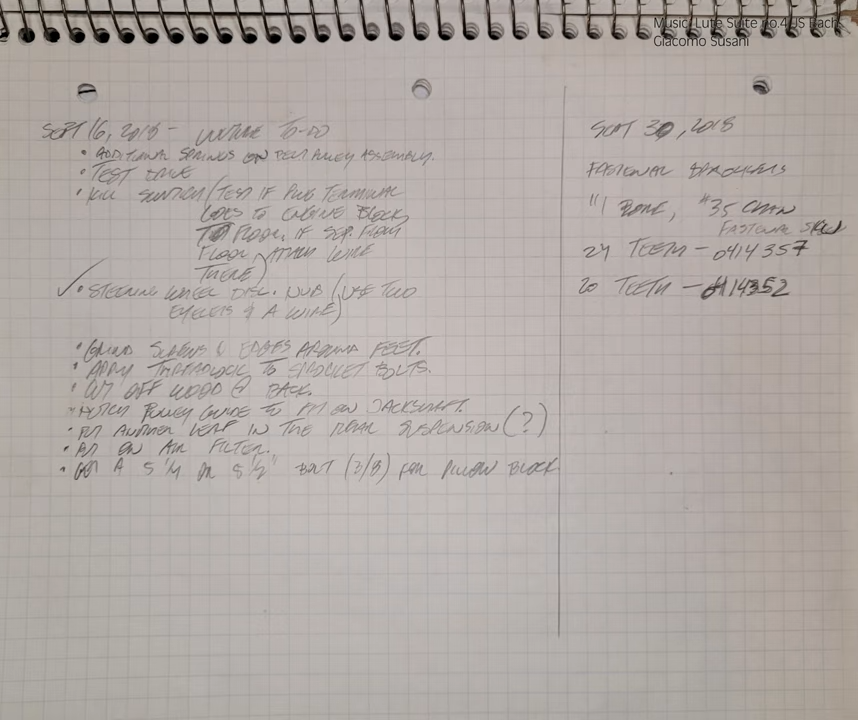 Music: Lute Suite no.4 JS Bach
Giacomo Susani
SEPT 16, 2018 - TO-DO
• ADDITIONAL SPRINGS ON BELT PULLEY ASSEMBLY.
• TEST DRIVE
• KILL SWITCH (TEST IF PLUG TERMINAL
GOES TO ENGINE BLOCK,
TO FLOOR. IF SEP. FROM
FLOOR, ATTACH WIRE
THERE)
✓ • STEERING WHEEL DISC. NUB (USE TWO
EYELETS & A WIRE)
• GRIND SCREWS & EDGES AROUND FEET.
• APPLY THREADLOCK TO SPROCKET BOLTS.
• CUT OFF WOOD @ BACK.
• PULLEY GUIDE TO ON JACKSHAFT.
• PUT ANOTHER LEAF IN THE REAR SUSPENSION (?)
• PUT ON AIR FILTER.
• GET A 5 1/4 OR 5 1/2" BOLT (3/8) FOR PILLOW BLOCK
SEPT 30, 2018
FASTENAL SPROCKETS
1" BORE, #35 CHAIN
FASTENAL SKU
24 TEETH - 0414357
20 TEETH - 0414352